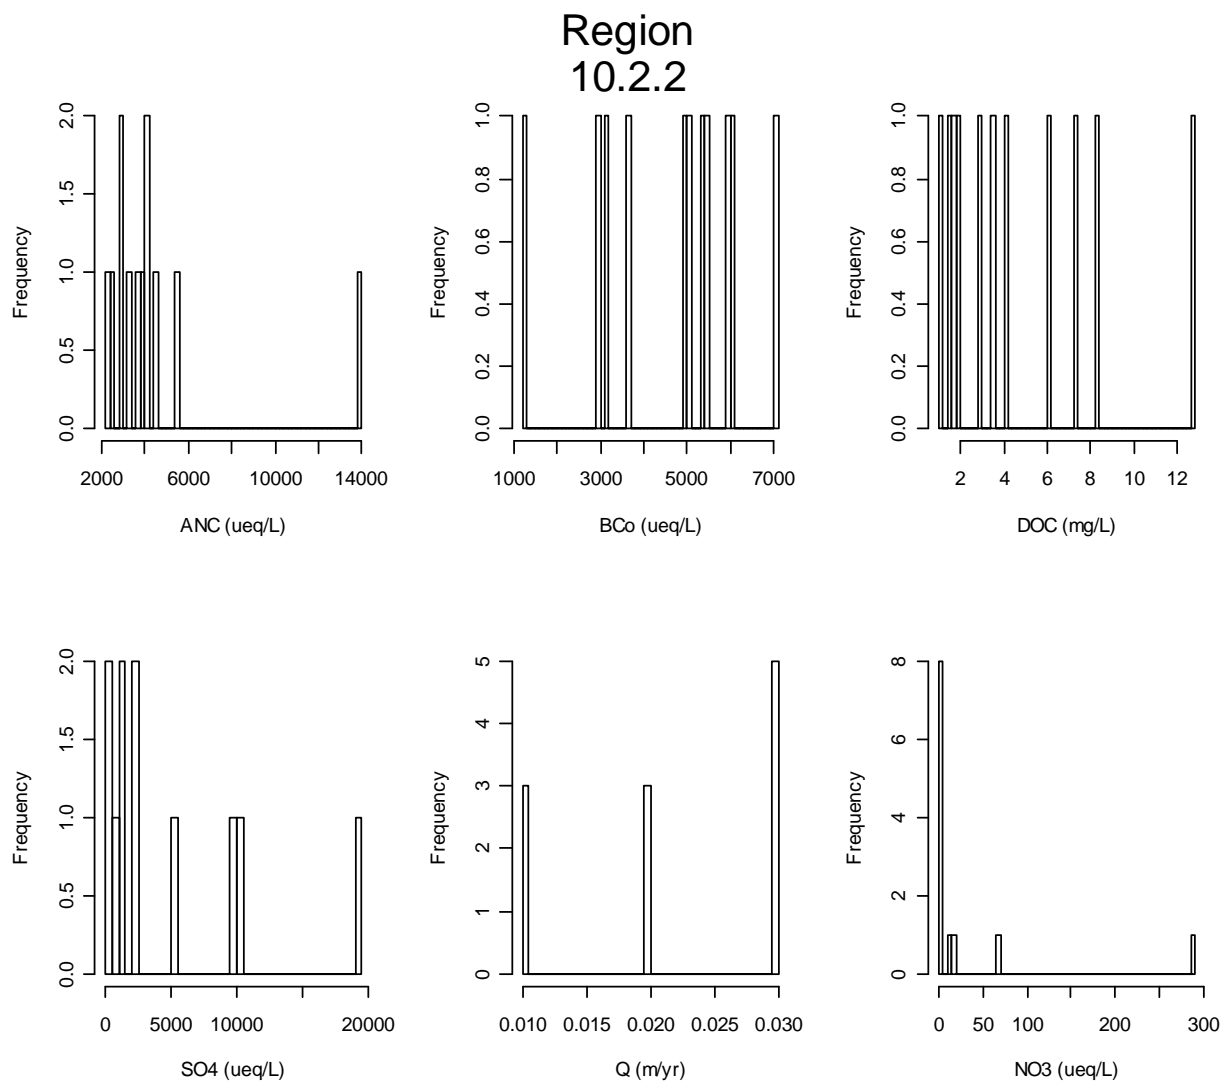 Region
10.2.2
Frequency
0.0 0.5 1.0 1.5 2.0
2000 6000 10000 14000
ANC (ueq/L)
Frequency
0.0 0.2 0.4 0.6 0.8 1.0
1000 3000 5000 7000
BCo (ueq/L)
Frequency
0.0 0.2 0.4 0.6 0.8 1.0
2 4 6 8 10 12
DOC (mg/L)
Frequency
0.0 0.5 1.0 1.5 2.0
0 5000 10000 20000
SO4 (ueq/L)
Frequency
0 1 2 3 4 5
0.010 0.015 0.020 0.025 0.030
Q (m/yr)
Frequency
0 2 4 6 8
0 50 100 200 300
NO3 (ueq/L)